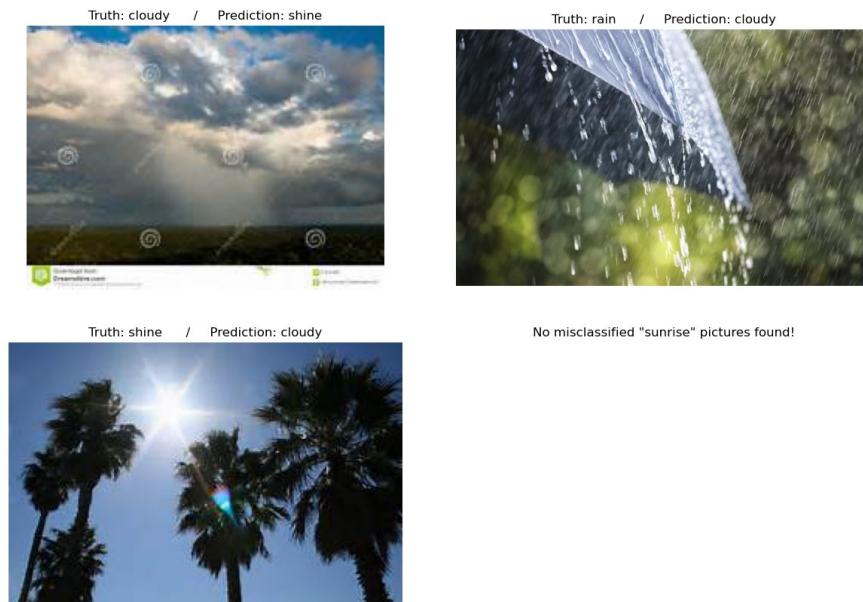 Truth: cloudy / Prediction: shine
Truth: rain / Prediction: cloudy
Dreamstime.com
Truth: shine / Prediction: cloudy
No misclassified "sunrise" pictures found!